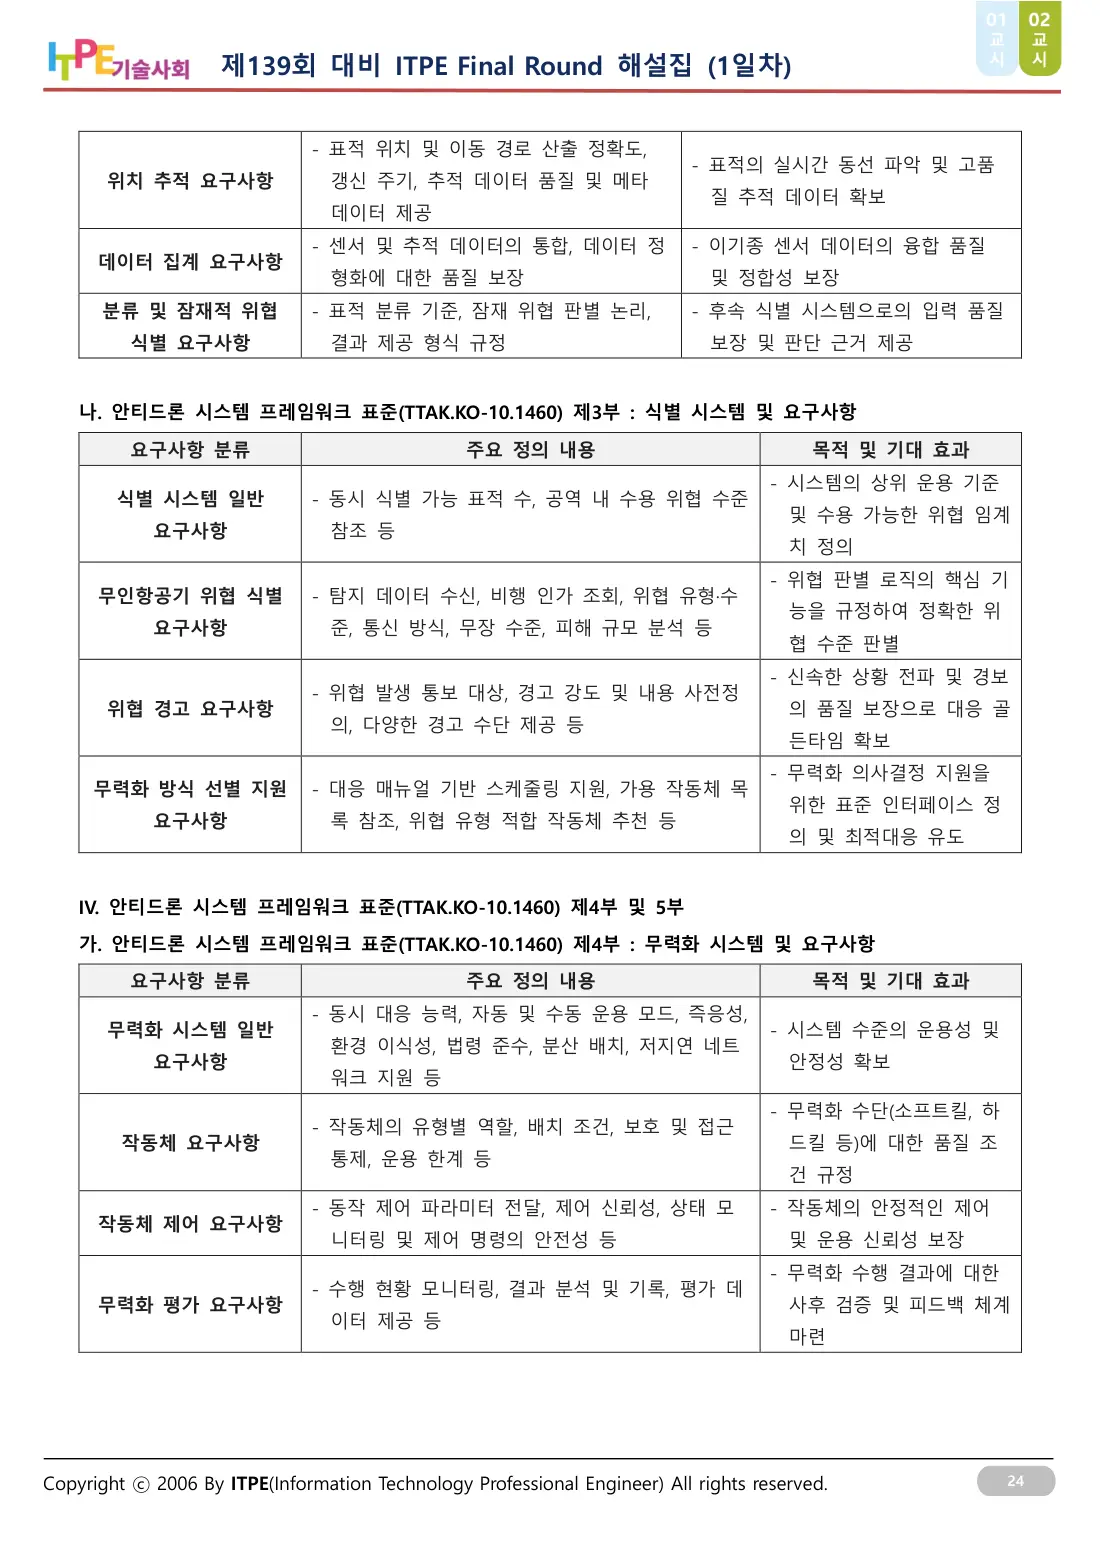 ITPE기술사회 제139회 대비 ITPE Final Round 해설집 (1일차)
01 교시
02 교시
위치 추적 요구사항
- 표적 위치 및 이동 경로 산출 정확도,
갱신 주기, 추적 데이터 품질 및 메타
데이터 제공
- 표적의 실시간 동선 파악 및 고품
질 추적 데이터 확보
데이터 집계 요구사항
- 센서 및 추적 데이터의 통합, 데이터 정
형화에 대한 품질 보장
- 이기종 센서 데이터의 융합 품질
및 정합성 보장
분류 및 잠재적 위협
식별 요구사항
- 표적 분류 기준, 잠재 위협 판별 논리,
결과 제공 형식 규정
- 후속 식별 시스템으로의 입력 품질
보장 및 판단 근거 제공
나. 안티드론 시스템 프레임워크 표준(TTAK.KO-10.1460) 제3부 : 식별 시스템 및 요구사항
요구사항 분류
주요 정의 내용
목적 및 기대 효과
식별 시스템 일반
요구사항
- 동시 식별 가능 표적 수, 공역 내 수용 위협 수준
참조 등
- 시스템의 상위 운용 기준
및 수용 가능한 위협 임계
치 정의
무인항공기 위협 식별
요구사항
- 탐지 데이터 수신, 비행 인가 조회, 위협 유형·수
준, 통신 방식, 무장 수준, 피해 규모 분석 등
- 위협 판별 로직의 핵심 기
능을 규정하여 정확한 위
협 수준 판별
위협 경고 요구사항
- 위협 발생 통보 대상, 경고 강도 및 내용 사전정
의, 다양한 경고 수단 제공 등
- 신속한 상황 전파 및 경보
의 품질 보장으로 대응 골
든타임 확보
무력화 방식 선별 지원
요구사항
- 대응 매뉴얼 기반 스케줄링 지원, 가용 작동체 목
록 참조, 위협 유형 적합 작동체 추천 등
- 무력화 의사결정 지원을
위한 표준 인터페이스 정
의 및 최적대응 유도
IV. 안티드론 시스템 프레임워크 표준(TTAK.KO-10.1460) 제4부 및 5부
가. 안티드론 시스템 프레임워크 표준(TTAK.KO-10.1460) 제4부 : 무력화 시스템 및 요구사항
요구사항 분류
주요 정의 내용
목적 및 기대 효과
무력화 시스템 일반
요구사항
- 동시 대응 능력, 자동 및 수동 운용 모드, 즉응성,
환경 이식성, 법령 준수, 분산 배치, 저지연 네트
워크 지원 등
- 시스템 수준의 운용성 및
안정성 확보
작동체 요구사항
- 작동체의 유형별 역할, 배치 조건, 보호 및 접근
통제, 운용 한계 등
- 무력화 수단(소프트킬, 하
드킬 등)에 대한 품질 조
건 규정
작동체 제어 요구사항
- 동작 제어 파라미터 전달, 제어 신뢰성, 상태 모
니터링 및 제어 명령의 안전성 등
- 작동체의 안정적인 제어
및 운용 신뢰성 보장
무력화 평가 요구사항
- 수행 현황 모니터링, 결과 분석 및 기록, 평가 데
이터 제공 등
- 무력화 수행 결과에 대한
사후 검증 및 피드백 체계
마련
Copyright ⓒ 2006 By ITPE(Information Technology Professional Engineer) All rights reserved.
24